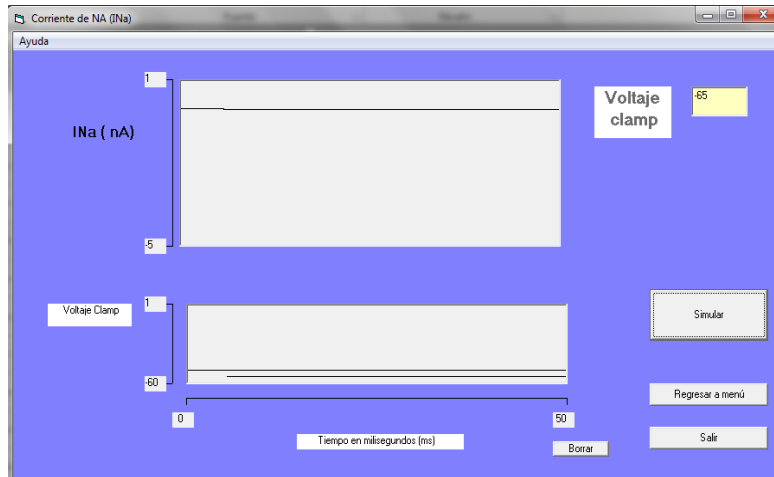 Corriente de NA (INa)
Ayuda
1
INa ( nA)
-5
Voltaje
clamp
-65
Voltaje Clamp
1
-60
0
50
Tiempo en milisegundos (ms)
Borrar
Simular
Regresar a menú
Salir